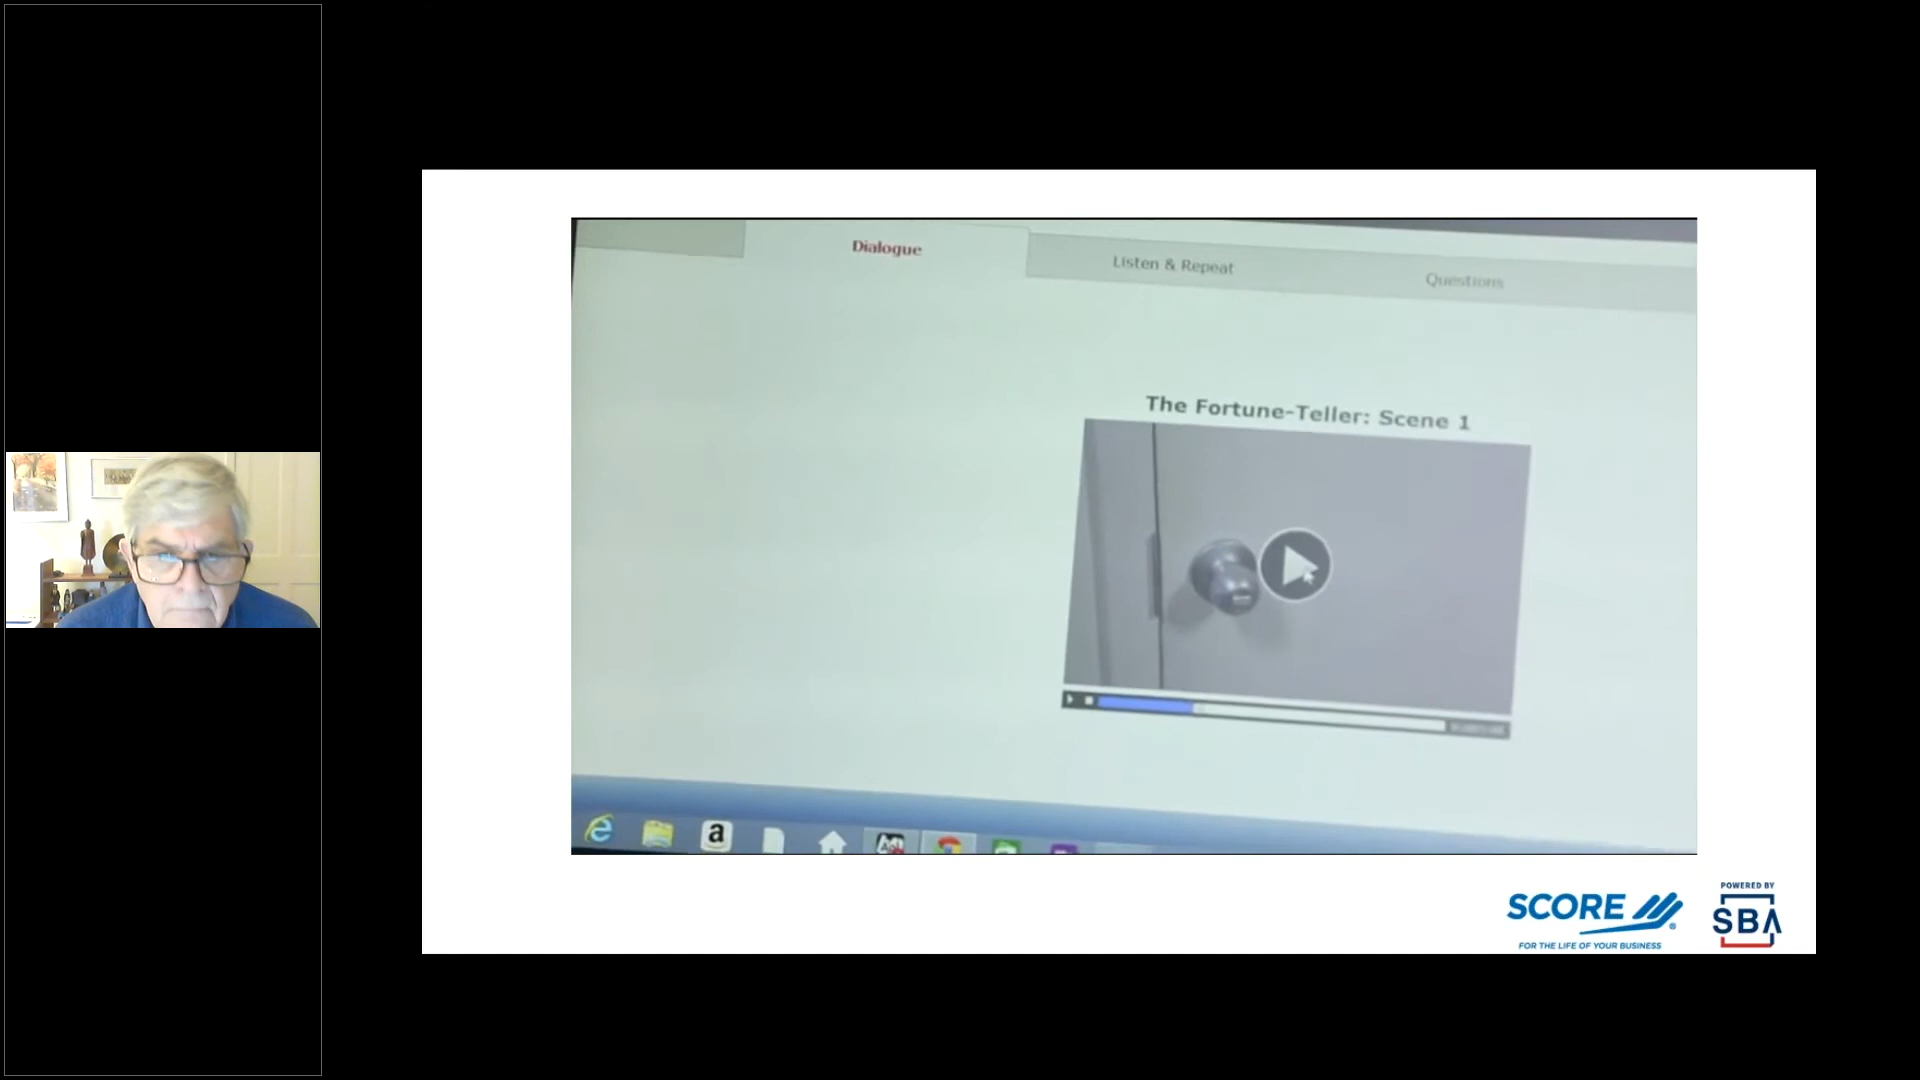 Dialogue
Listen & Repeat
Questions
The Fortune-Teller: Scene 1
a
SCORE
®
FOR THE LIFE OF YOUR BUSINESS
POWERED BY
SBA